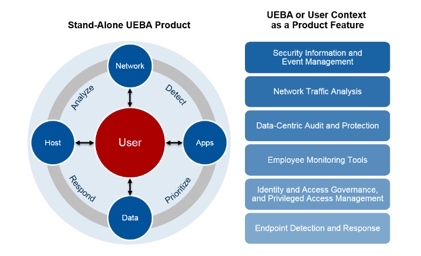 Stand-Alone UEBA Product
Network
Analyze
Detect
Host
User
Apps
Respond
Prioritize
Data
UEBA or User Context
as a Product Feature
Security Information and
Event Management
Network Traffic Analysis
Data-Centric Audit and Protection
Employee Monitoring Tools
Identity and Access Governance,
and Privileged Access Management
Endpoint Detection and Response